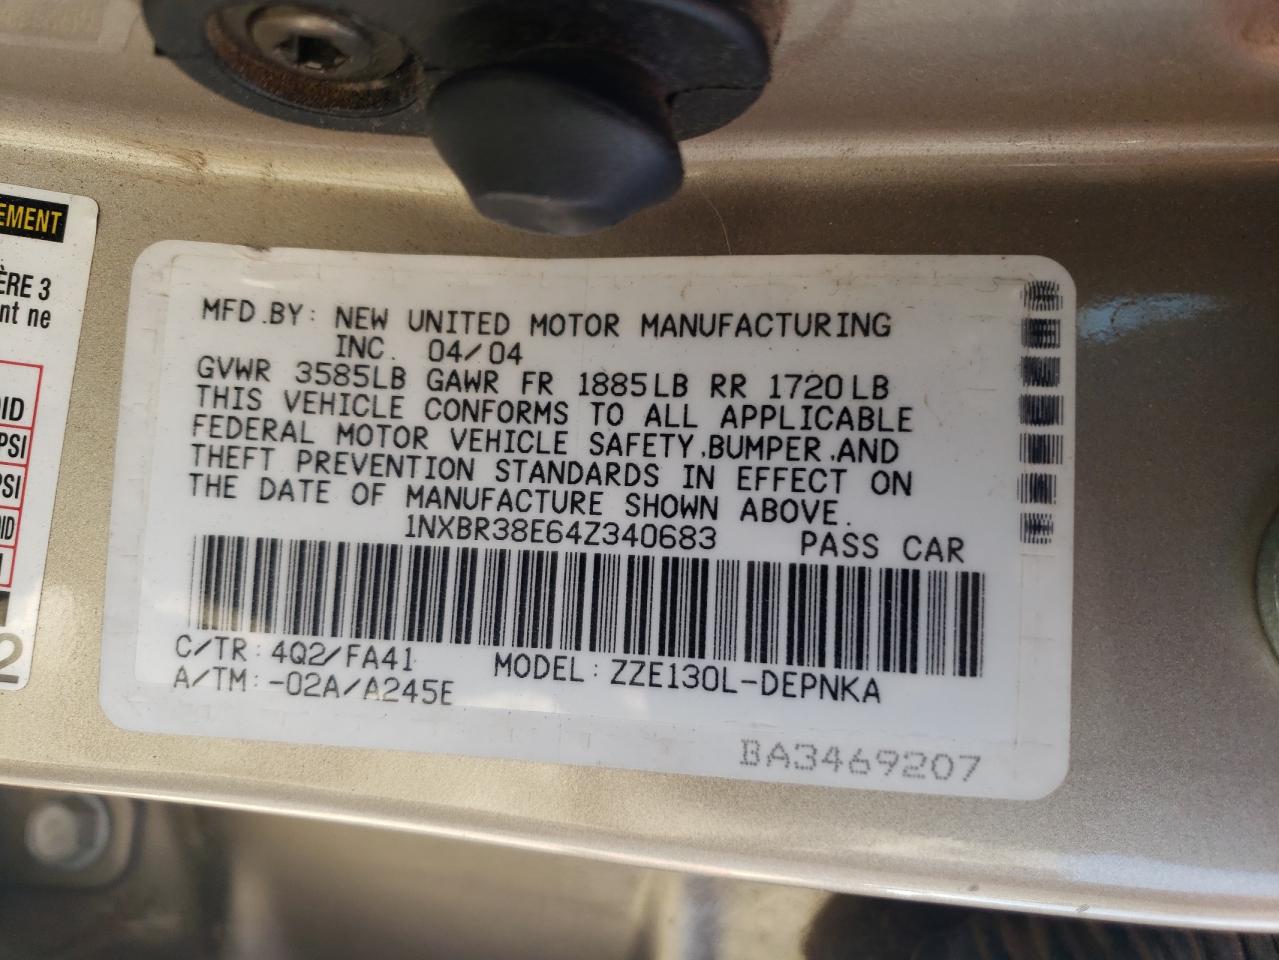 EMENT
ÈRE 3
nt ne
OID
PSI
PSI
OID
2
MFD.BY: NEW UNITED MOTOR MANUFACTURING
INC. 04/04
GVWR 3585LB GAWR FR 1885LB RR 1720LB
THIS VEHICLE CONFORMS TO ALL APPLICABLE
FEDERAL MOTOR VEHICLE SAFETY,BUMPER,AND
THEFT PREVENTION STANDARDS IN EFFECT ON
THE DATE OF MANUFACTURE SHOWN ABOVE.
1NXBR38E64Z340683 PASS CAR
C/TR: 4Q2/FA41 MODEL: ZZE130L-DEPNKA
A/TM: -02A/A245E
BA3469207